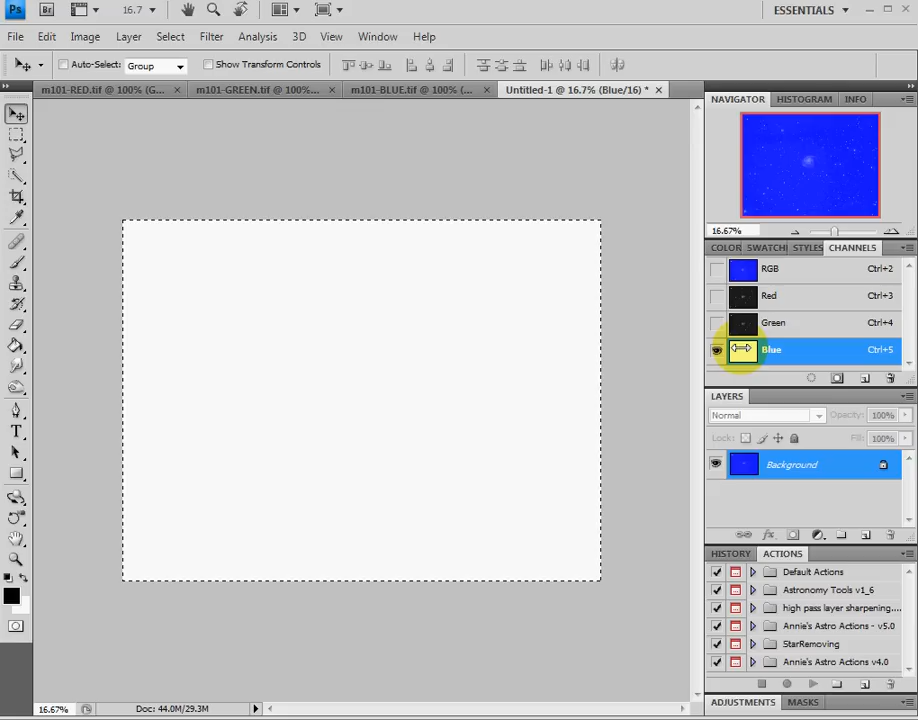 Ps Br 16.7 ESSENTIALS
File Edit Image Layer Select Filter Analysis 3D View Window Help
Auto-Select: Group Show Transform Controls
m101-RED.tif @ 100% (G... m101-GREEN.tif @ 100%... m101-BLUE.tif @ 100% (... Untitled-1 @ 16.7% (Blue/16) *
NAVIGATOR HISTOGRAM INFO
16.67%
COLOR SWATCH STYLES CHANNELS
RGB Ctrl+2
Red Ctrl+3
Green Ctrl+4
Blue Ctrl+5
LAYERS
Normal Opacity: 100%
Lock: Fill: 100%
Background
HISTORY ACTIONS
Default Actions
Astronomy Tools v1_6
high pass layer sharpening....
Annie's Astro Actions - v5.0
StarRemoving
Annie's Astro Actions v4.0
ADJUSTMENTS MASKS
16.67% Doc: 44.0M/29.3M